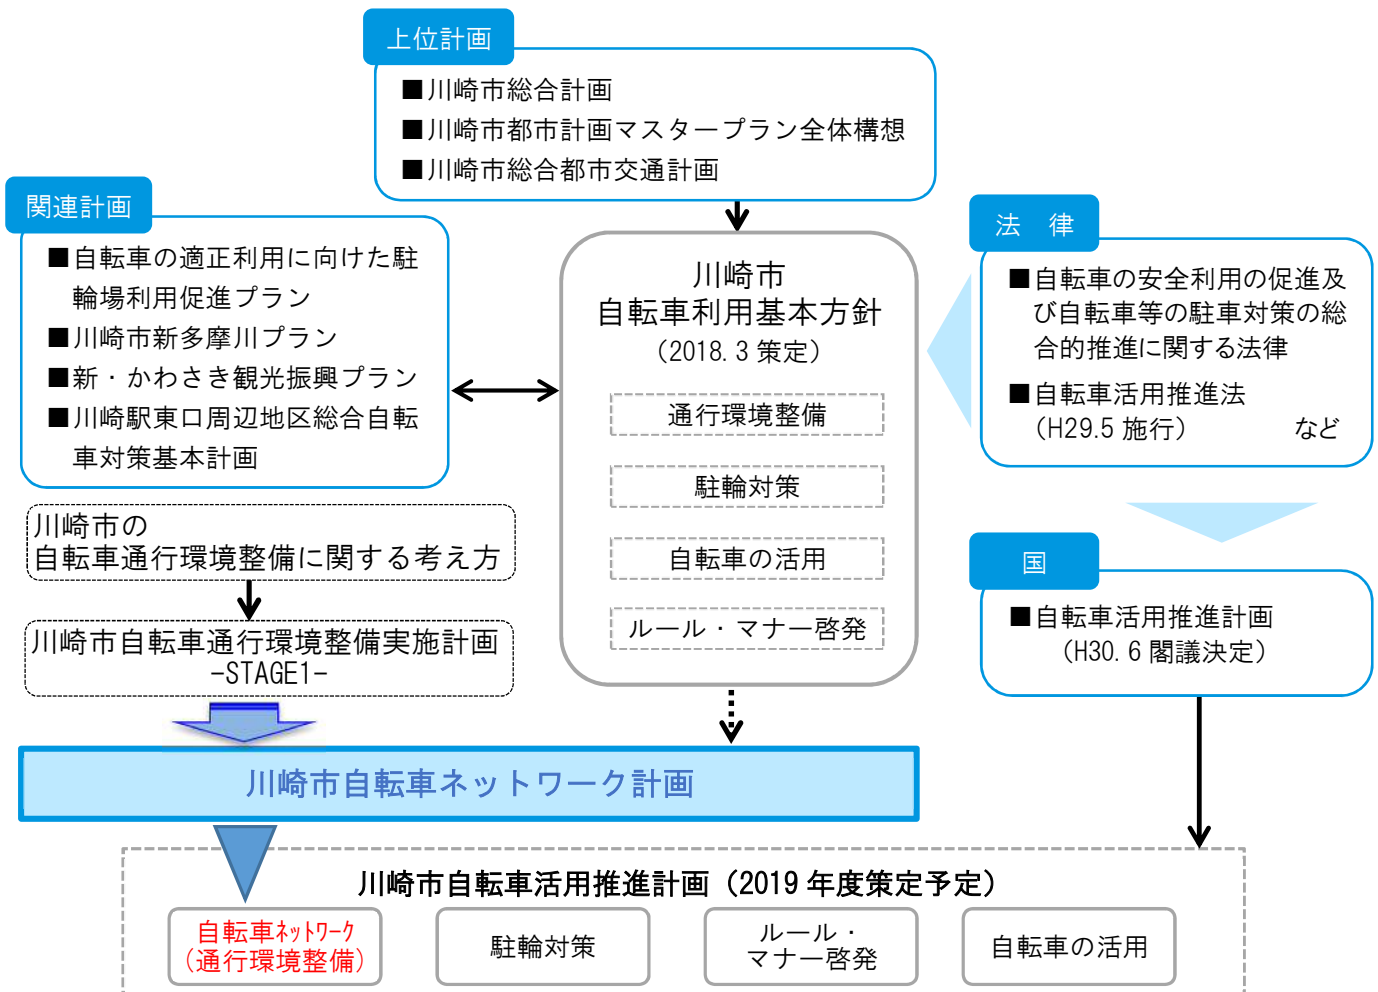 上位計画
■川崎市総合計画
■川崎市都市計画マスタープラン全体構想
■川崎市総合都市交通計画
関連計画
■自転車の適正利用に向けた駐
輪場利用促進プラン
■川崎市新多摩川プラン
■新・かわさき観光振興プラン
■川崎駅東口周辺地区総合自転
車対策基本計画
川崎市
自転車利用基本方針
（2018.3 策定）
通行環境整備
駐輪対策
自転車の活用
ルール・マナー啓発
法　律
■自転車の安全利用の促進及
び自転車等の駐車対策の総
合的推進に関する法律
■自転車活用推進法
（H29.5 施行）　　　　など
川崎市の
自転車通行環境整備に関する考え方
川崎市自転車通行環境整備実施計画
-STAGE1-
国
■自転車活用推進計画
（H30.6 閣議決定）
川崎市自転車ネットワーク計画
川崎市自転車活用推進計画（2019 年度策定予定）
自転車ﾈｯﾄﾜｰｸ
（通行環境整備）
駐輪対策
ルール・
マナー啓発
自転車の活用